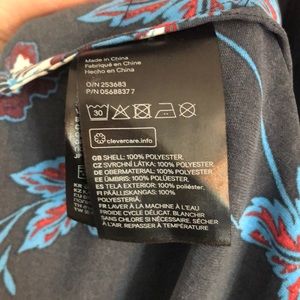 Made in China
Fabriqué en Chine
Hecho en China
O/N 253683
P/N 05688377
30
clevercare.info
GB SHELL: 100% POLYESTER
CZ SVRCHNÍ LÁTKA: 100% POLYESTER
DE OBERMATERIAL: 100% POLYESTER
EE ÜMBRIS: 100% POLYESTER
ES TELA EXTERIOR: 100% poliéster.
FI PÄÄLLISKANGAS: 100%
POLYESTERIÄ
FR LAVER À LA MACHINE À L'EAU
FROIDE CYCLE DÉLICAT. BLANCHIR
SANS CHLORE SI NÉCESSAIRE. SÉCHER
À L'AIR. REPASSER À TEMPÉRATURE